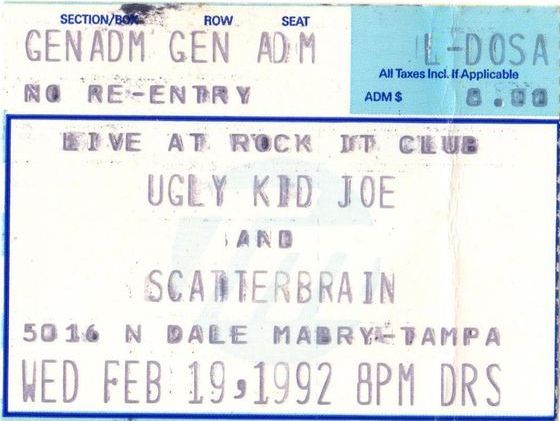 SECTION/BOX ROW SEAT
GENADM GEN ADM L-DOSA
All Taxes Incl. If Applicable
NO RE-ENTRY ADM $ 8.00
LIVE AT ROCK IT CLUB
UGLY KID JOE
AND
SCATTERBRAIN
5016 N DALE MABRY-TAMPA
WED FEB 19,1992 8PM DRS